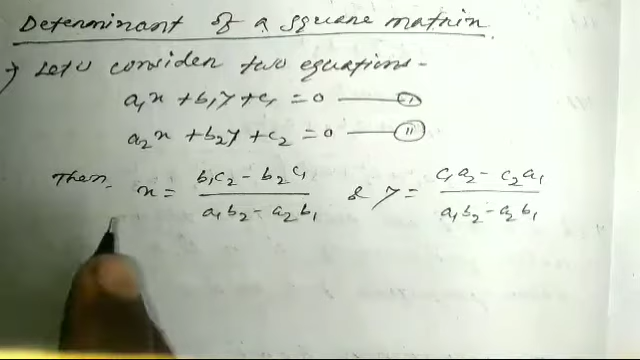 Determinant of a square matrix.
→ Let's consider two equations-
a₁x + b₁y + c₁ = 0 —— (i)
a₂x + b₂y + c₂ = 0 —— (ii)
Then, x = (b₁c₂ - b₂c₁)/(a₁b₂ - a₂b₁) & y = (c₁a₂ - c₂a₁)/(a₁b₂ - a₂b₁)